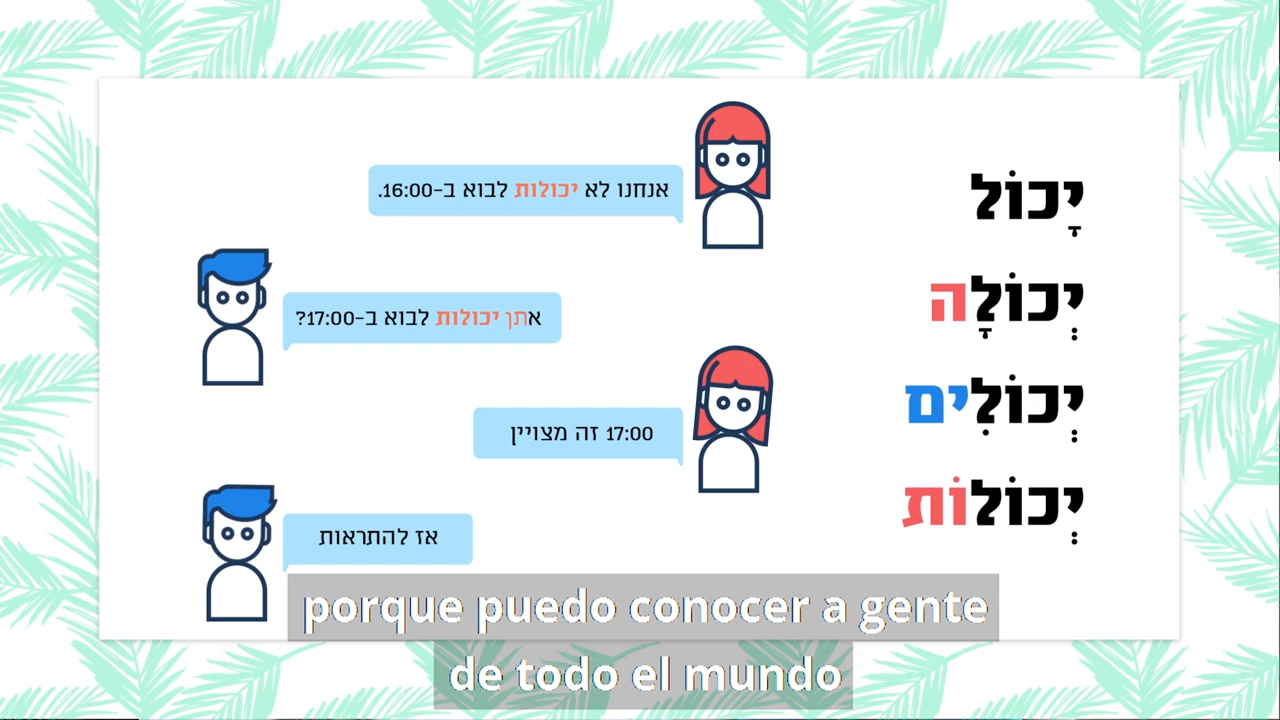 אנחנו לא יכולות לבוא ב-16:00.
אתן יכולות לבוא ב-17:00?
17:00 זה מצויין
אז להתראות
יָכוֹל
יְכוֹלָה
יְכוֹלִים
יְכוֹלוֹת
porque puedo conocer a gente
de todo el mundo